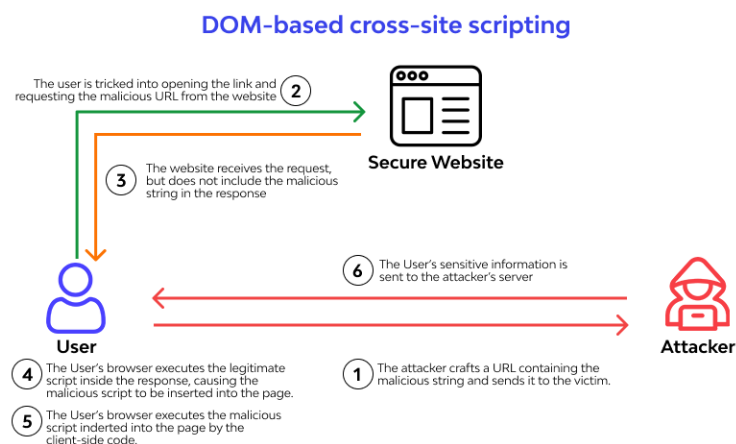 DOM-based cross-site scripting
The user is tricked into opening the link and
requesting the malicious URL from the website
2
Secure Website
3
The website receives the request,
but does not include the malicious
string in the response
6
The User's sensitive information is
sent to the attacker's server
User
Attacker
4
The User's browser executes the legitimate
script inside the response, causing the
malicious script to be inserted into the page.
1
The attacker crafts a URL containing the
malicious string and sends it to the victim.
5
The User's browser executes the malicious
script inderted into the page by the
client-side code.